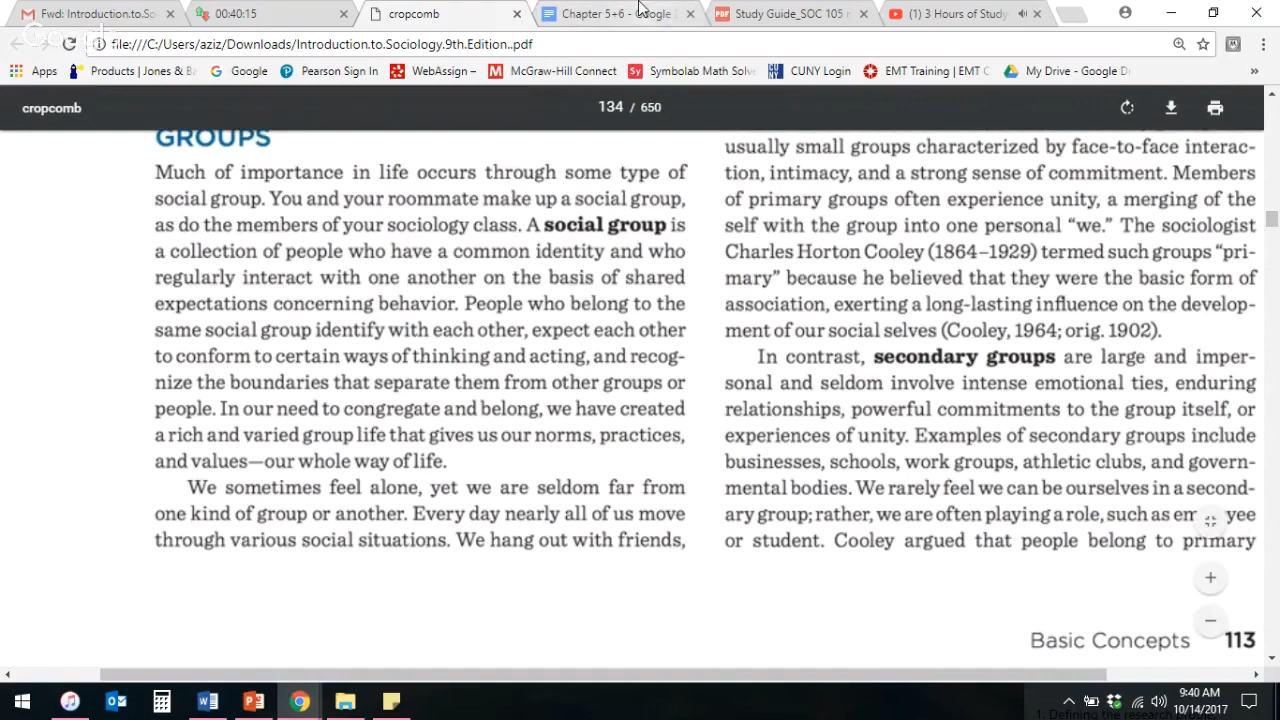 Fwd: Introduction.to.So
00:40:15
cropcomb
Chapter 5+6 - Google
Study Guide_SOC 105
(1) 3 Hours of Study
file:///C:/Users/aziz/Downloads/Introduction.to.Sociology.9th.Edition..pdf
Apps
Products | Jones & Ba
Google
Pearson Sign In
WebAssign –
McGraw-Hill Connect
Symbolab Math Solve
CUNY Login
EMT Training | EMT C
My Drive - Google Dr
»
cropcomb
134 / 650
GROUPS
Much of importance in life occurs through some type of
social group. You and your roommate make up a social group,
as do the members of your sociology class. A social group is
a collection of people who have a common identity and who
regularly interact with one another on the basis of shared
expectations concerning behavior. People who belong to the
same social group identify with each other, expect each other
to conform to certain ways of thinking and acting, and recog-
nize the boundaries that separate them from other groups or
people. In our need to congregate and belong, we have created
a rich and varied group life that gives us our norms, practices,
and values—our whole way of life.
We sometimes feel alone, yet we are seldom far from
one kind of group or another. Every day nearly all of us move
through various social situations. We hang out with friends,
usually small groups characterized by face-to-face interac-
tion, intimacy, and a strong sense of commitment. Members
of primary groups often experience unity, a merging of the
self with the group into one personal “we.” The sociologist
Charles Horton Cooley (1864–1929) termed such groups “pri-
mary” because he believed that they were the basic form of
association, exerting a long-lasting influence on the develop-
ment of our social selves (Cooley, 1964; orig. 1902).
In contrast, secondary groups are large and imper-
sonal and seldom involve intense emotional ties, enduring
relationships, powerful commitments to the group itself, or
experiences of unity. Examples of secondary groups include
businesses, schools, work groups, athletic clubs, and govern-
mental bodies. We rarely feel we can be ourselves in a second-
ary group; rather, we are often playing a role, such as em yee
or student. Cooley argued that people belong to primary
Basic Concepts 113
9:40 AM
10/14/2017
1. Defining the research